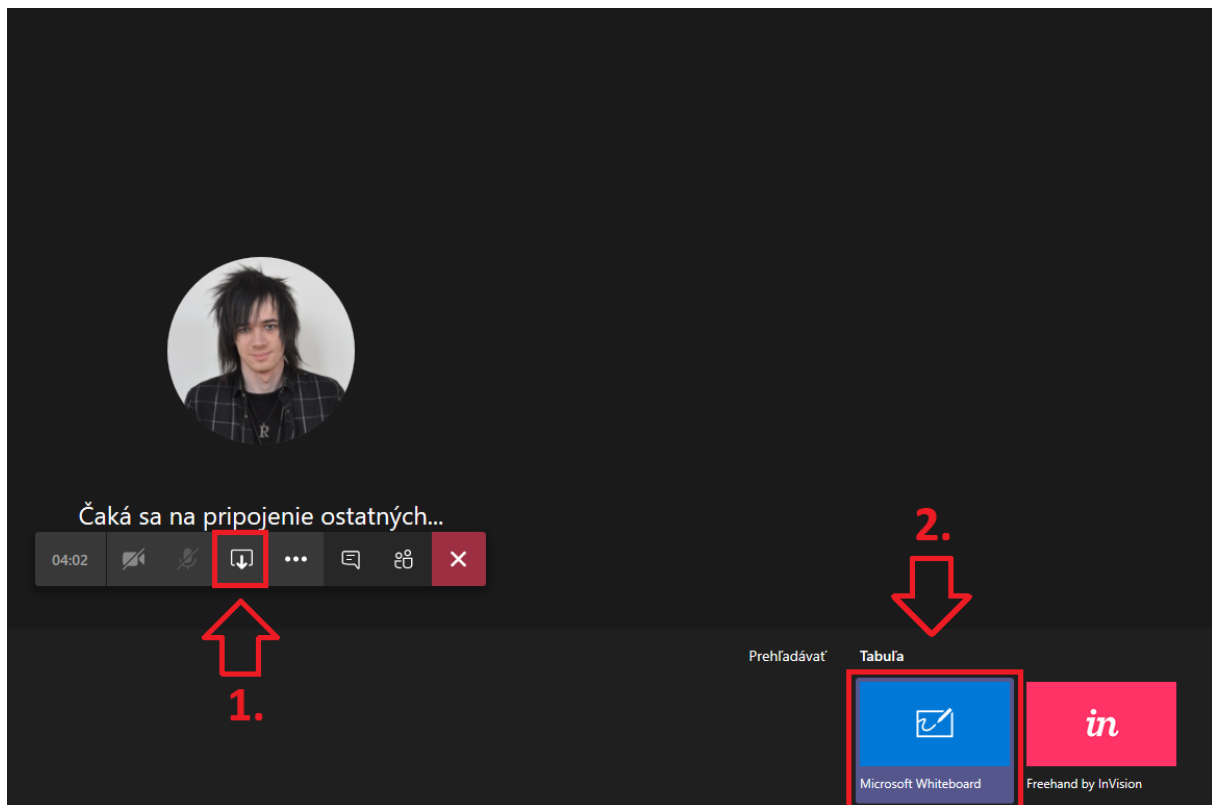 R
Čaká sa na pripojenie ostatných...
04:02
1.
2.
Prehľadávať Tabuľa
in
Microsoft Whiteboard Freehand by InVision